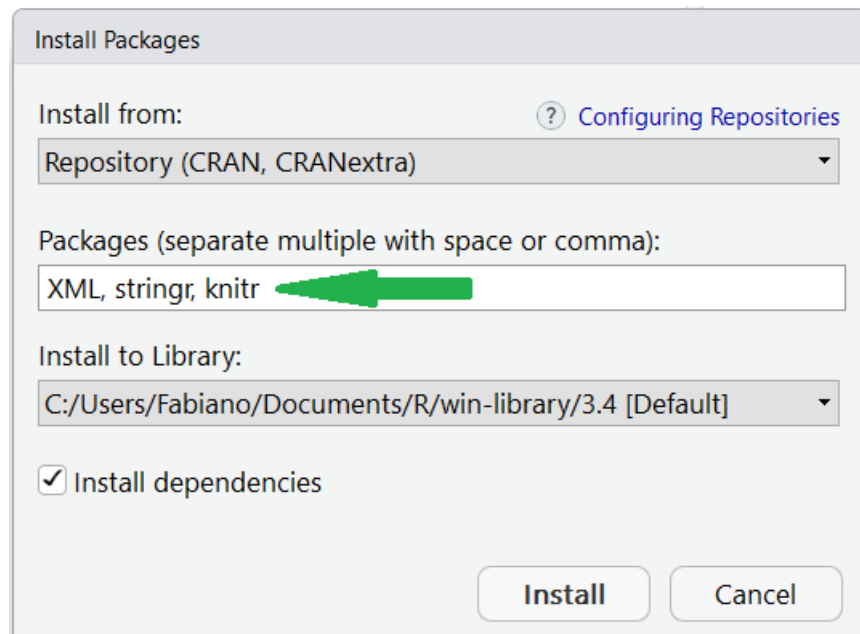 Install Packages
Install from:
? Configuring Repositories
Repository (CRAN, CRANextra)
Packages (separate multiple with space or comma):
XML, stringr, knitr
Install to Library:
C:/Users/Fabiano/Documents/R/win-library/3.4 [Default]
Install dependencies
Install
Cancel